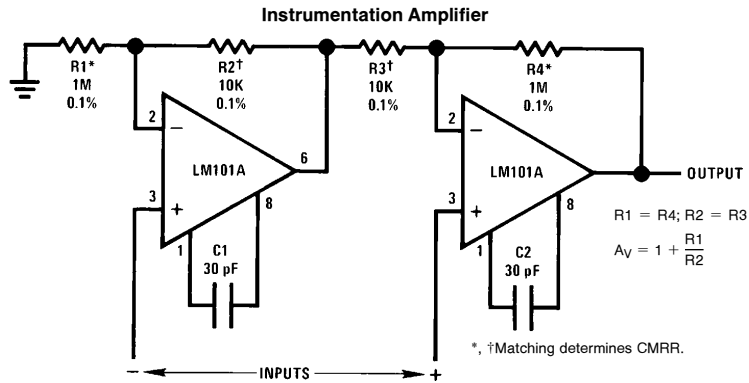 Instrumentation Amplifier
R1*
1M
0.1%
R2†
10K
0.1%
R3†
10K
0.1%
R4*
1M
0.1%
2
−
LM101A
6
3
+
8
1
C1
30 pF
2
−
LM101A
3
+
8
1
C2
30 pF
OUTPUT
R1 = R4; R2 = R3
AV = 1 + R1
R2
*, †Matching determines CMRR.
− INPUTS +